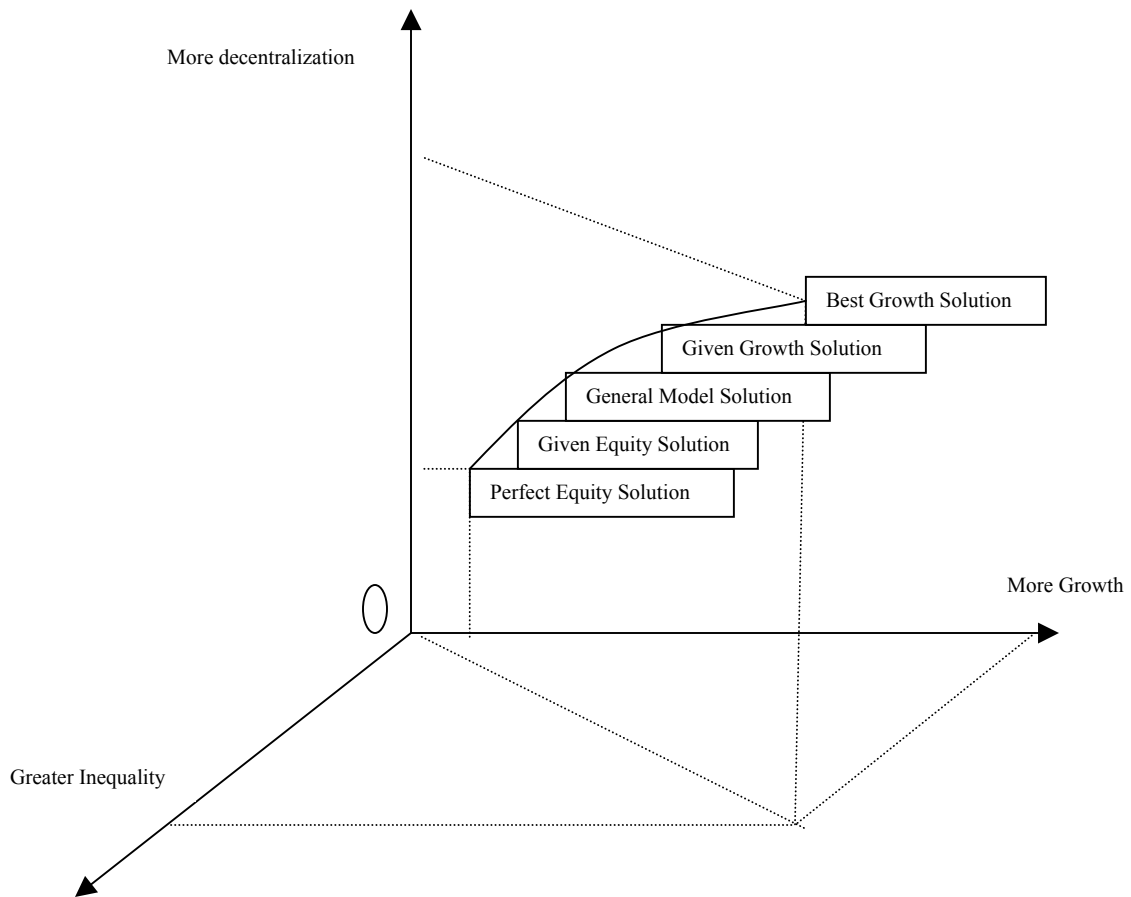 More decentralization
Best Growth Solution
Given Growth Solution
General Model Solution
Given Equity Solution
Perfect Equity Solution
More Growth
Greater Inequality